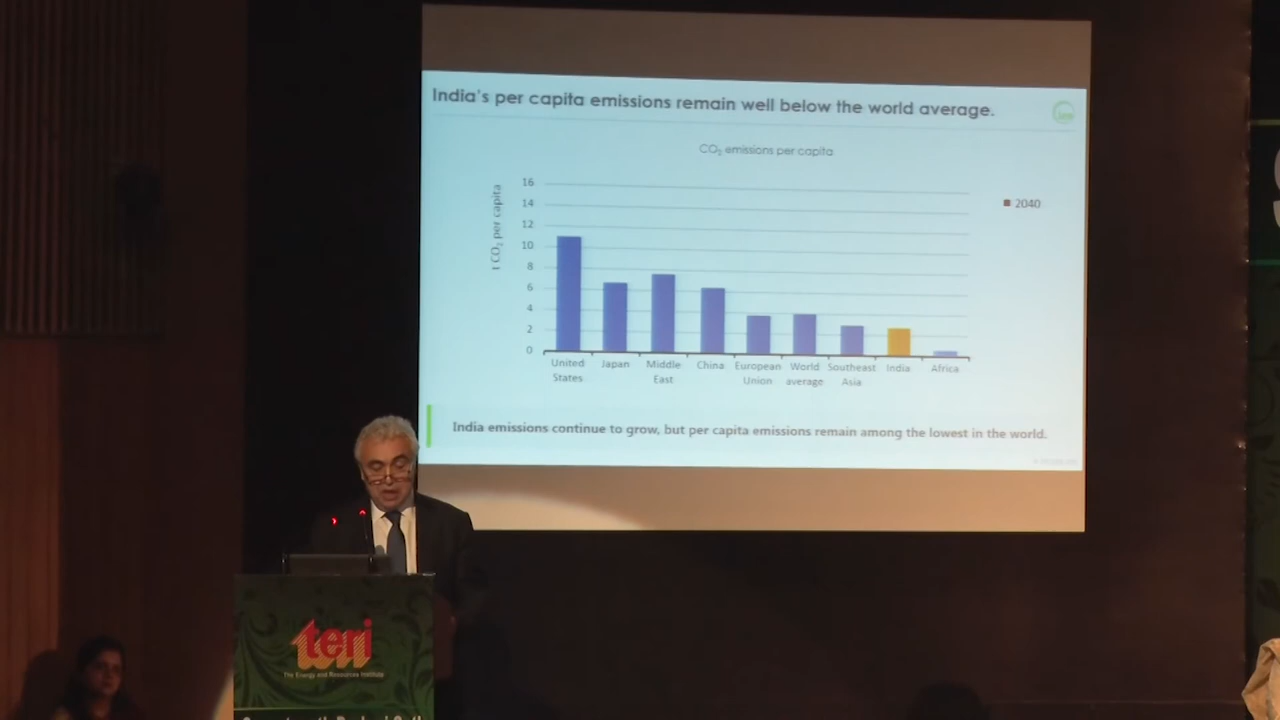 India's per capita emissions remain well below the world average.
CO₂ emissions per capita
t CO₂ per capita
16
14
12
10
8
6
4
2
0
2040
United States
Japan
Middle East
China
European Union
World average
Southeast Asia
India
Africa
India emissions continue to grow, but per capita emissions remain among the lowest in the world.
teri
The Energy and Resources Institute